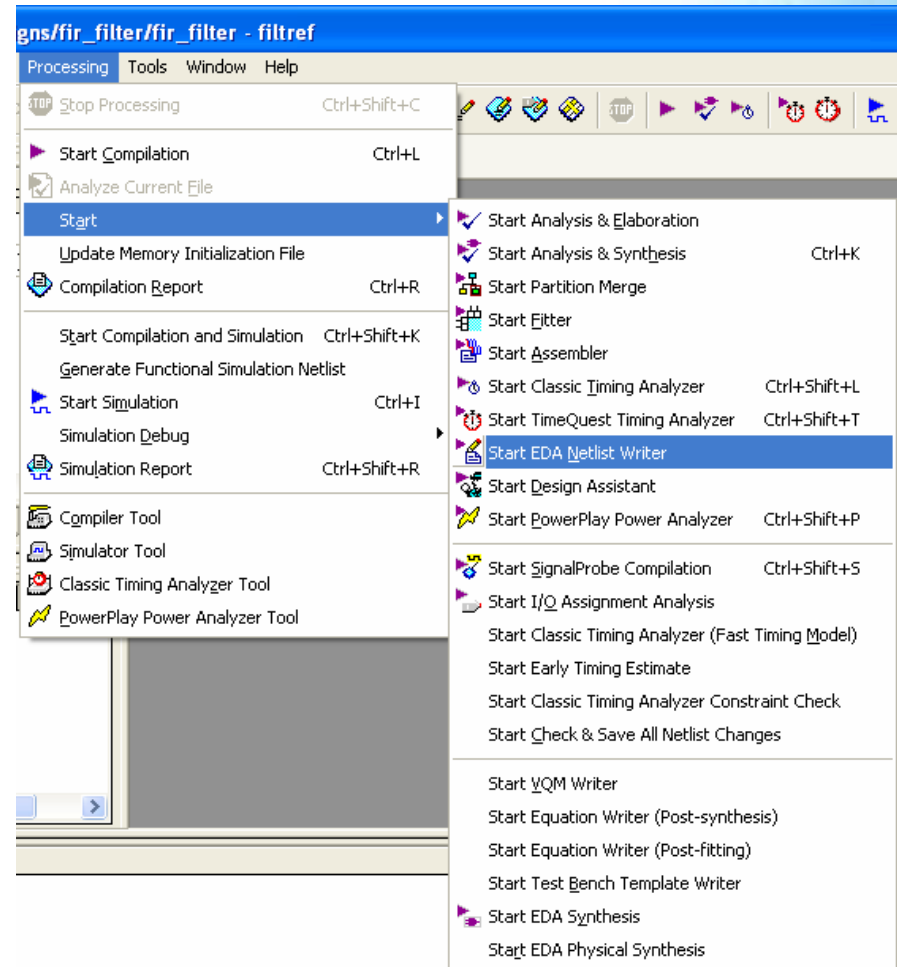 gns/fir_filter/fir_filter - filtref
Processing Tools Window Help
STOP Stop Processing Ctrl+Shift+C
STOP
Start Compilation Ctrl+L
Analyze Current File
Start
Update Memory Initialization File
Compilation Report Ctrl+R
Start Compilation and Simulation Ctrl+Shift+K
Generate Functional Simulation Netlist
Start Simulation Ctrl+I
Simulation Debug
Simulation Report Ctrl+Shift+R
Compiler Tool
Simulator Tool
Classic Timing Analyzer Tool
PowerPlay Power Analyzer Tool
Start Analysis & Elaboration
Start Analysis & Synthesis Ctrl+K
Start Partition Merge
Start Fitter
Start Assembler
Start Classic Timing Analyzer Ctrl+Shift+L
Start TimeQuest Timing Analyzer Ctrl+Shift+T
Start EDA Netlist Writer
Start Design Assistant
Start PowerPlay Power Analyzer Ctrl+Shift+P
Start SignalProbe Compilation Ctrl+Shift+S
Start I/O Assignment Analysis
Start Classic Timing Analyzer (Fast Timing Model)
Start Early Timing Estimate
Start Classic Timing Analyzer Constraint Check
Start Check & Save All Netlist Changes
Start VQM Writer
Start Equation Writer (Post-synthesis)
Start Equation Writer (Post-fitting)
Start Test Bench Template Writer
Start EDA Synthesis
Start EDA Physical Synthesis